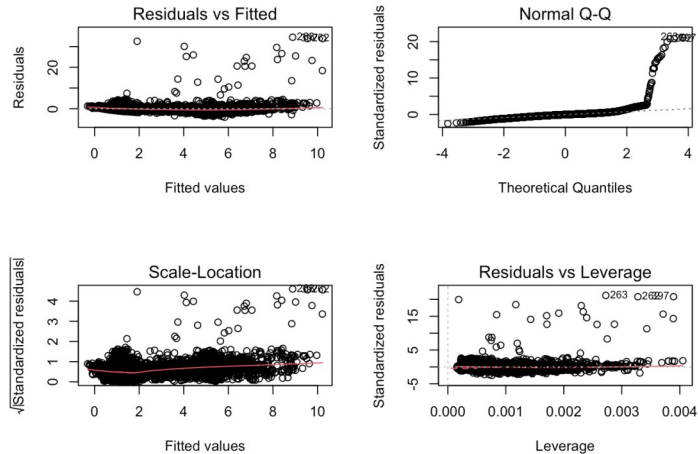 Residuals vs Fitted
Residuals
0 20
0 2 4 6 8 10
Fitted values
Normal Q-Q
Standardized residuals
0 10 20
-4 -2 0 2 4
Theoretical Quantiles
Scale-Location
√|Standardized residuals|
0 1 2 3 4
0 2 4 6 8 10
Fitted values
Residuals vs Leverage
Standardized residuals
-5 5 15
263
0.000 0.001 0.002 0.003 0.004
Leverage